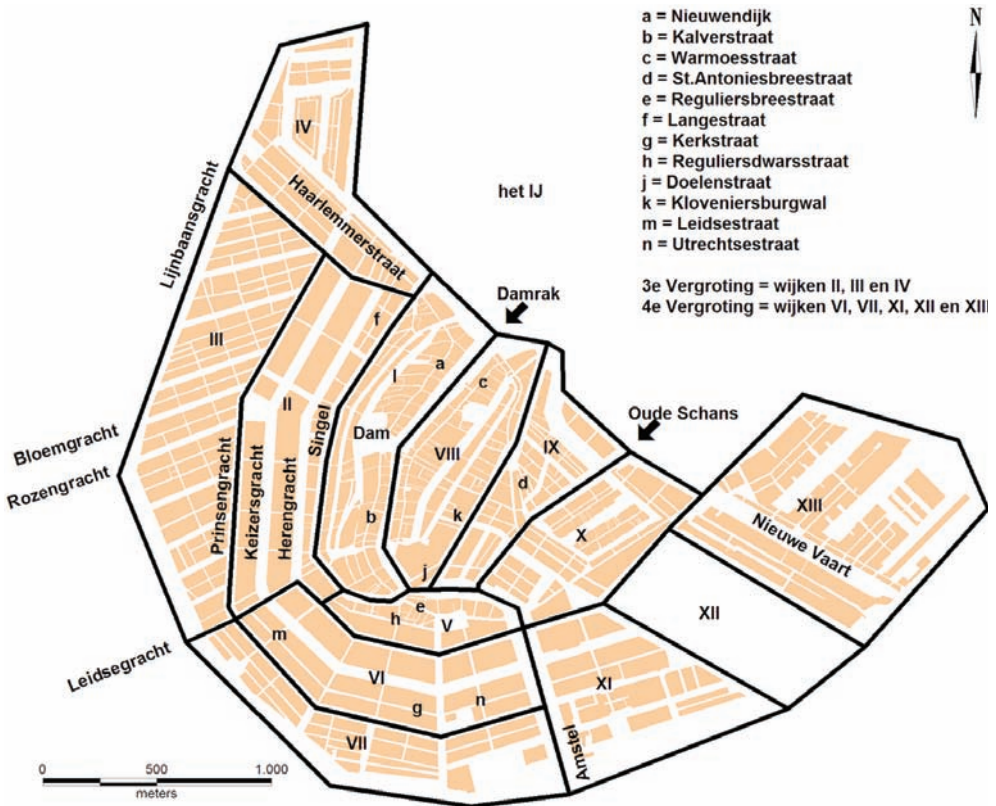 a = Nieuwendijk
b = Kalverstraat
c = Warmoesstraat
d = St.Antoniesbreestraat
e = Reguliersbreestraat
f = Langestraat
g = Kerkstraat
h = Reguliersdwarsstraat
j = Doelenstraat
k = Kloveniersburgwal
m = Leidsestraat
n = Utrechtsestraat
3e Vergroting = wijken II, III en IV
4e Vergroting = wijken VI, VII, XI, XII en XIII
N
IV
Haarlemmerstraat
Lijnbaansgracht
het IJ
Damrak
f
III
I
a
c
II
Singel
Dam
Oude Schans
Bloemgracht
VIII
IX
Rozengracht
d
XIII
Prinsengracht
Keizersgracht
Herengracht
b
k
X
Nieuwe Vaart
j
e
h
V
XII
Leidsegracht
m
VI
XI
g
n
VII
Amstel
0
500
1.000
meters